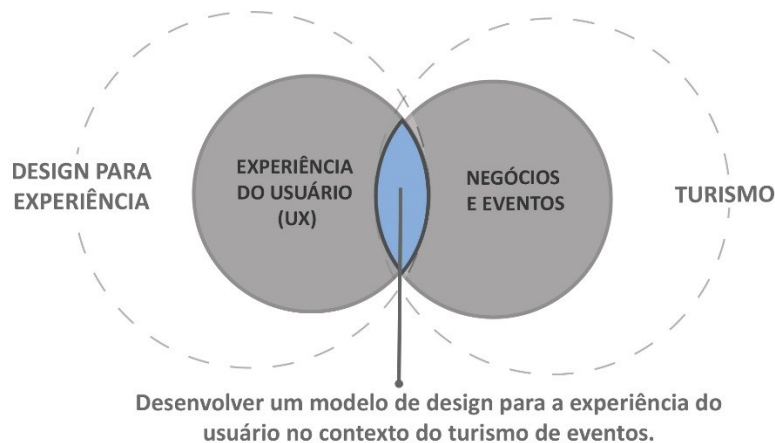 DESIGN PARA
EXPERIÊNCIA
EXPERIÊNCIA
DO USUÁRIO
(UX)
NEGÓCIOS
E EVENTOS
TURISMO
Desenvolver um modelo de design para a experiência do
usuário no contexto do turismo de eventos.